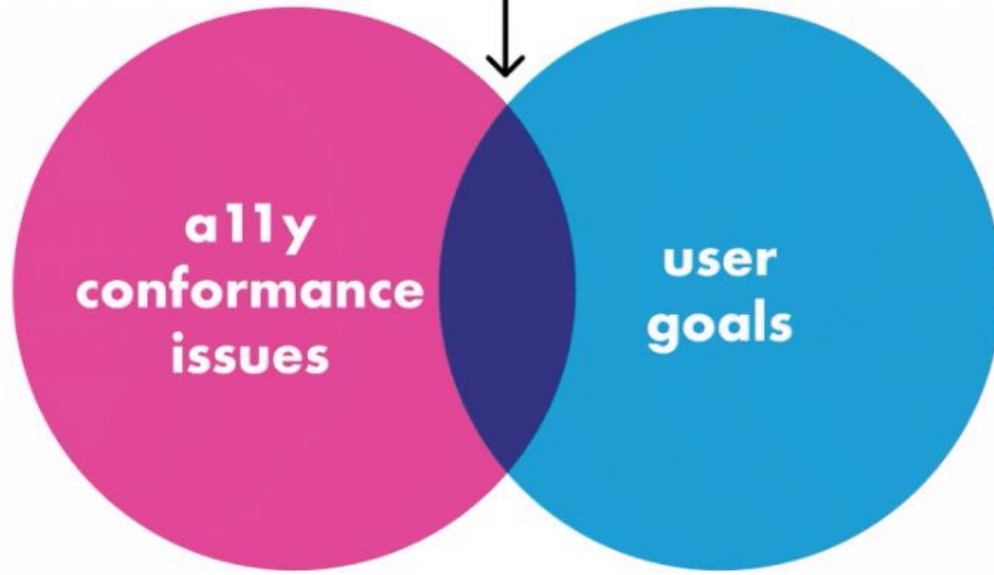 a11y
conformance
issues
user
goals